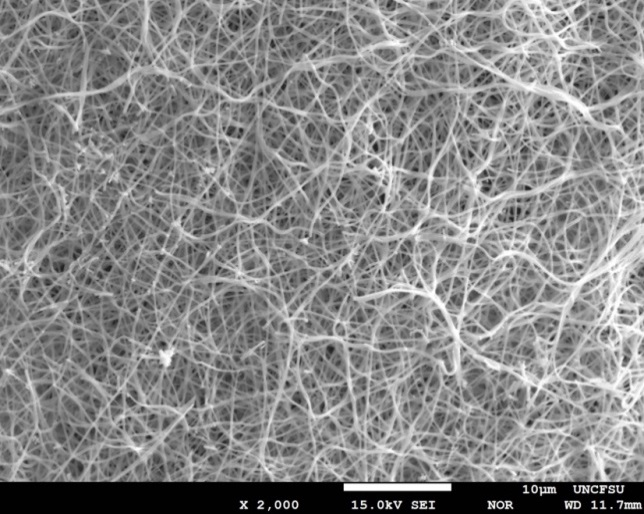 10µm UNCFSU
X 2,000 15.0kV SEI NOR WD 11.7mm